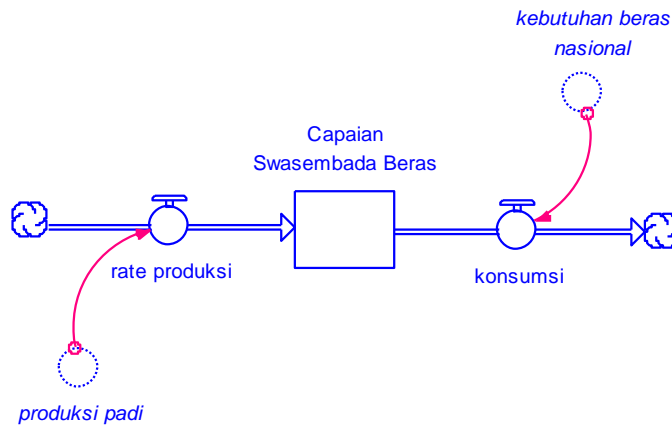 kebutuhan beras
nasional
Capaian
Swasembada Beras
rate produksi
konsumsi
produksi padi